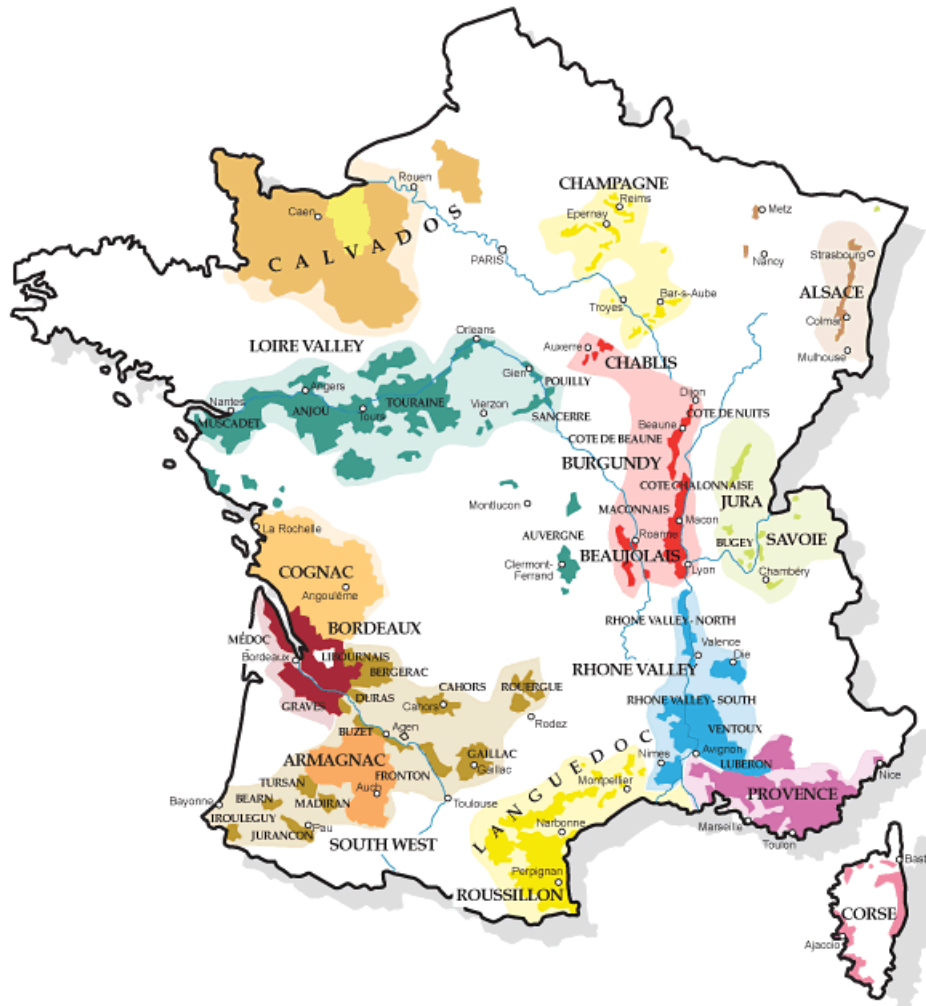 Rouen
Caen
CALVADOS
CHAMPAGNE
Reims
Epernay
Metz
PARIS
Nancy
Strasbourg
ALSACE
Troyes
Bar-s-Aube
Colmar
Mulhouse
Orleans
LOIRE VALLEY
Auxerre
CHABLIS
Gien
POUILLY
Angers
Nantes
ANJOU
TOURAINE
Tours
Vierzon
SANCERRE
MUSCADET
Dijon
COTE DE NUITS
Beaune
COTE DE BEAUNE
BURGUNDY
COTE CHALONNAISE
JURA
Montlucon
MACONNAIS
Macon
La Rochelle
AUVERGNE
Roanne
BEAUJOLAIS
BUGEY
SAVOIE
Clermont-
Ferrand
Lyon
Chambéry
COGNAC
Angoulême
BORDEAUX
RHONE VALLEY - NORTH
MÉDOC
Bordeaux
LIBOURNAIS
BERGERAC
Valence
Die
RHONE VALLEY
CAHORS
ROUERGUE
DURAS
GRAVES
Cahors
RHONE VALLEY - SOUTH
Rodez
BUZET
Agen
VENTOUX
ARMAGNAC
GAILLAC
Gaillac
Nimes
Avignon
LUBERON
FRONTON
LANGUEDOC
Nice
TURSAN
Auch
Montpellier
PROVENCE
Bayonne
BEARN
MADIRAN
Toulouse
IROULEGUY
Pau
JURANCON
Marseille
Narbonne
SOUTH WEST
Toulon
Perpignan
Bast
ROUSSILLON
CORSE
Ajaccio